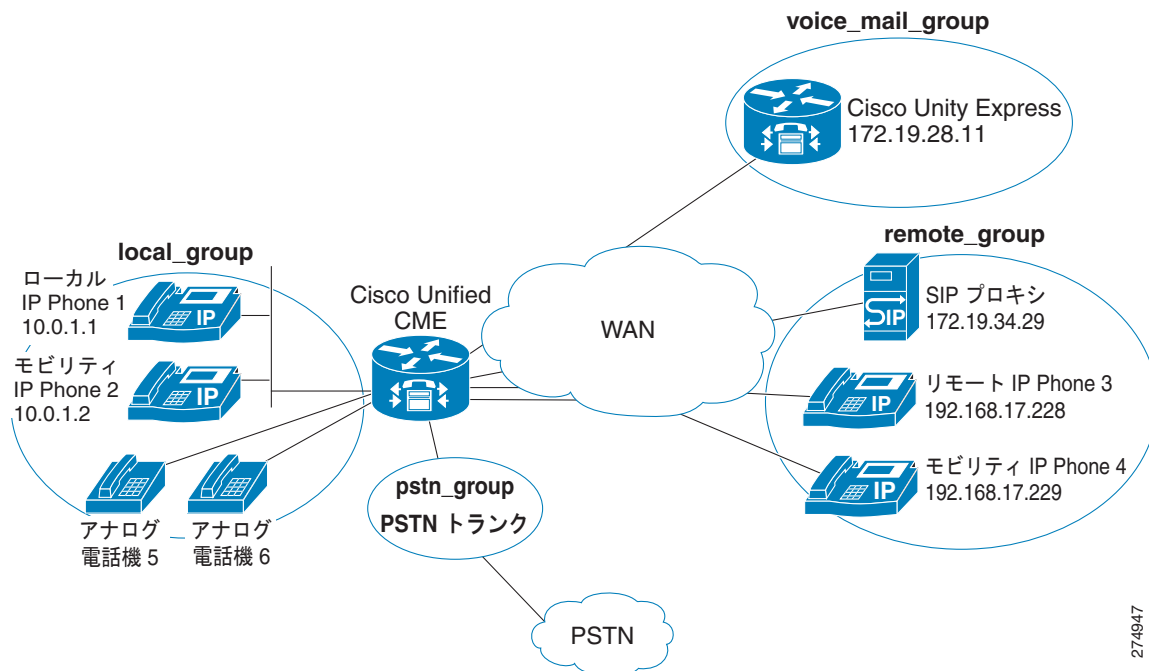 voice_mail_group
Cisco Unity Express
172.19.28.11
local_group
ローカル
IP Phone 1
10.0.1.1
IP
モビリティ
IP Phone 2
10.0.1.2
IP
アナログ
電話機 5
アナログ
電話機 6
Cisco Unified
CME
WAN
pstn_group
PSTN トランク
PSTN
remote_group
SIP
SIP プロキシ
172.19.34.29
IP
リモート IP Phone 3
192.168.17.228
IP
モビリティ IP Phone 4
192.168.17.229
274947